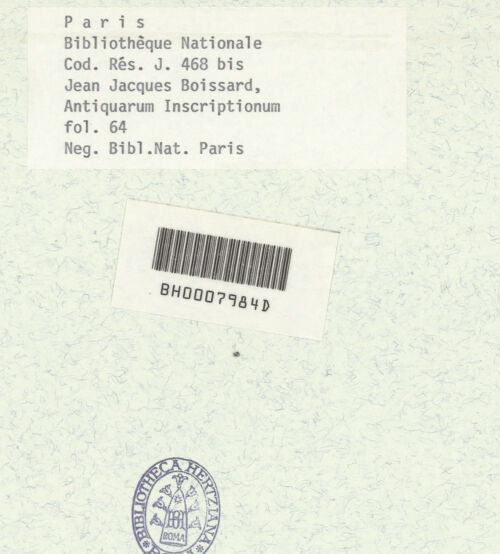 P a r i s
Bibliothèque Nationale
Cod. Rés. J. 468 bis
Jean Jacques Boissard,
Antiquarum Inscriptionum
fol. 64
Neg. Bibl.Nat. Paris
BH0007984D
BIBLIOTHECA HERTZIANA
BH
ROMA